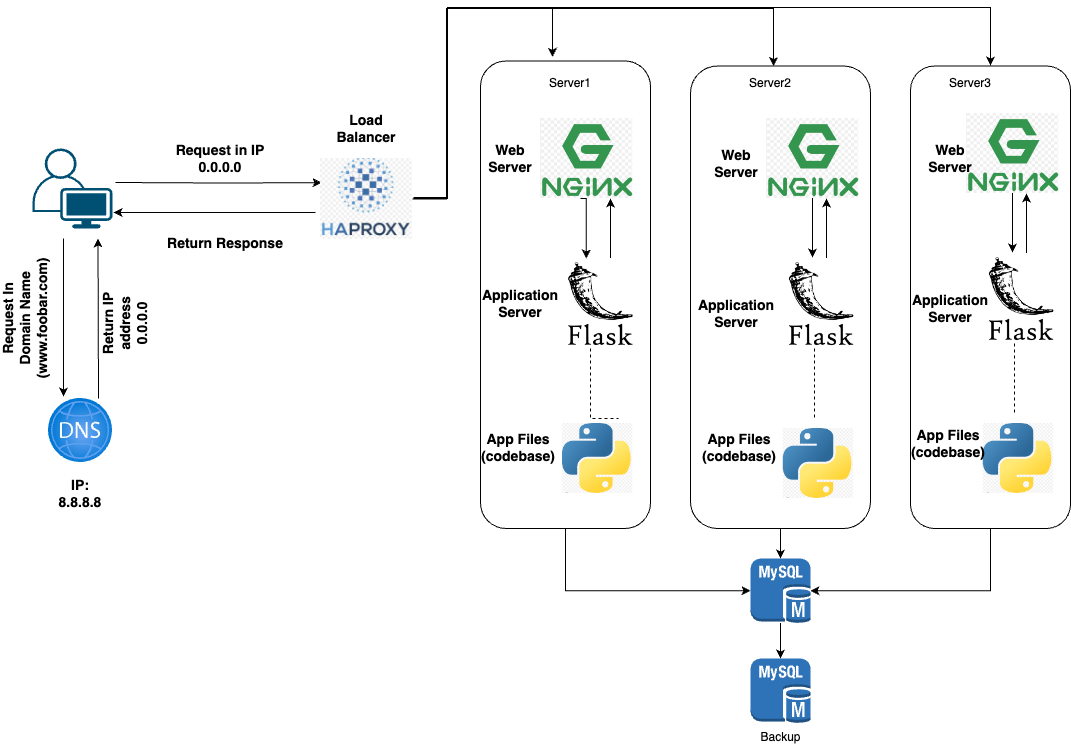 Server1
Server2
Server3
Load
Balancer
HAPROXY
Request in IP
0.0.0.0
Return Response
Request In
Domain Name
(www.foobar.com)
Return IP
address
0.0.0.0
DNS
IP:
8.8.8.8
Web
Server
NGiNX
Application
Server
Flask
App Files
(codebase)
Web
Server
NGiNX
Application
Server
Flask
App Files
(codebase)
Web
Server
NGiNX
Application
Server
Flask
App Files
(codebase)
MySQL
M
MySQL
M
Backup